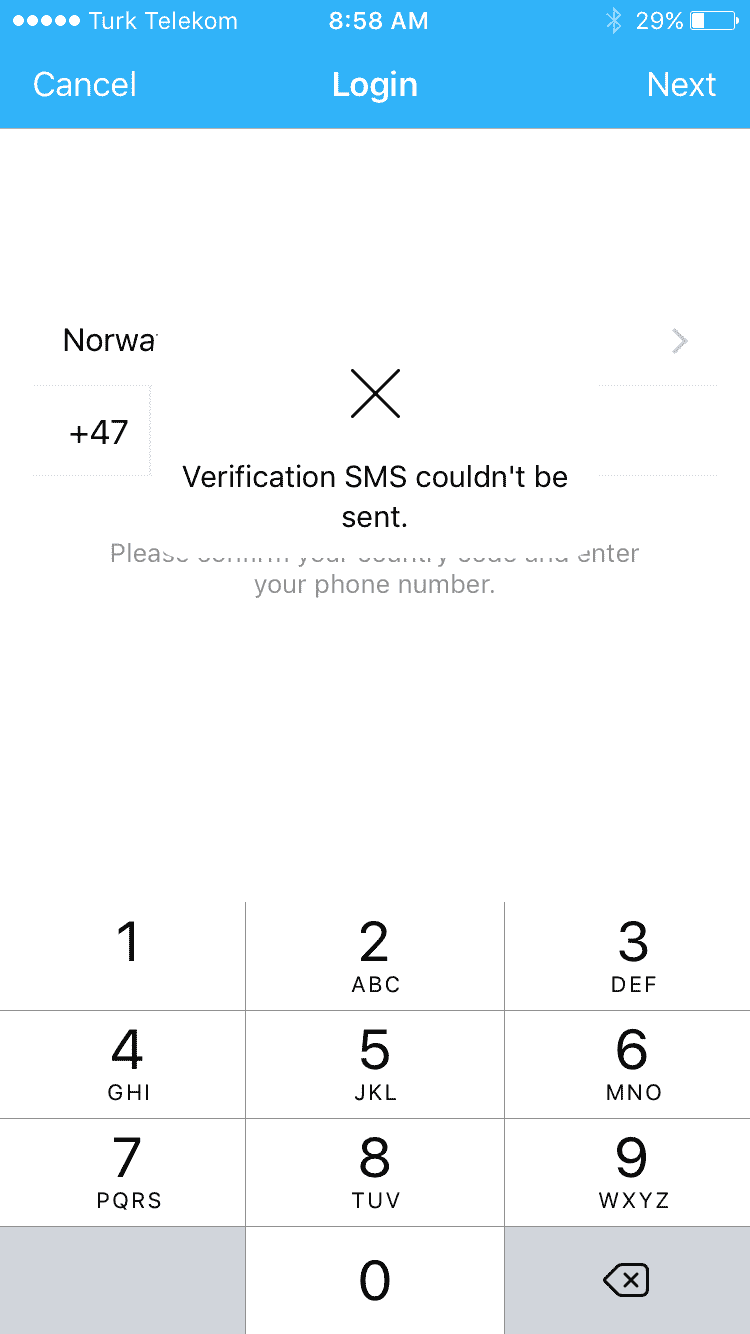 Turk Telekom 8:58 AM 29%
Cancel Login Next
Norwa
+47
Verification SMS couldn't be
sent.
Please confirm your country code and enter
your phone number.
1 2 3
ABC DEF
4 5 6
GHI JKL MNO
7 8 9
PQRS TUV WXYZ
0